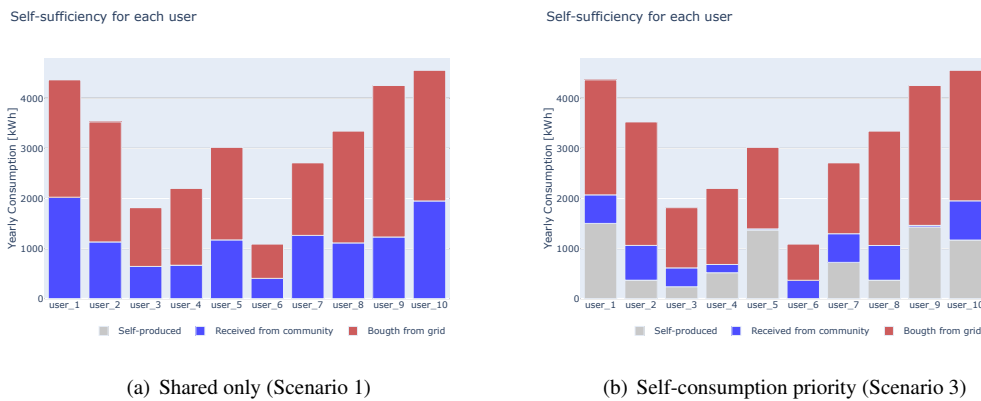 Self-sufficiency for each user
Yearly Consumption [kWh]
4000
3000
2000
1000
0
user_1 user_2 user_3 user_4 user_5 user_6 user_7 user_8 user_9 user_10
Self-produced Received from community Bougth from grid
(a) Shared only (Scenario 1)
Self-sufficiency for each user
Yearly Consumption [kWh]
4000
3000
2000
1000
0
user_1 user_2 user_3 user_4 user_5 user_6 user_7 user_8 user_9 user_10
Self-produced Received from community Bougth from grid
(b) Self-consumption priority (Scenario 3)